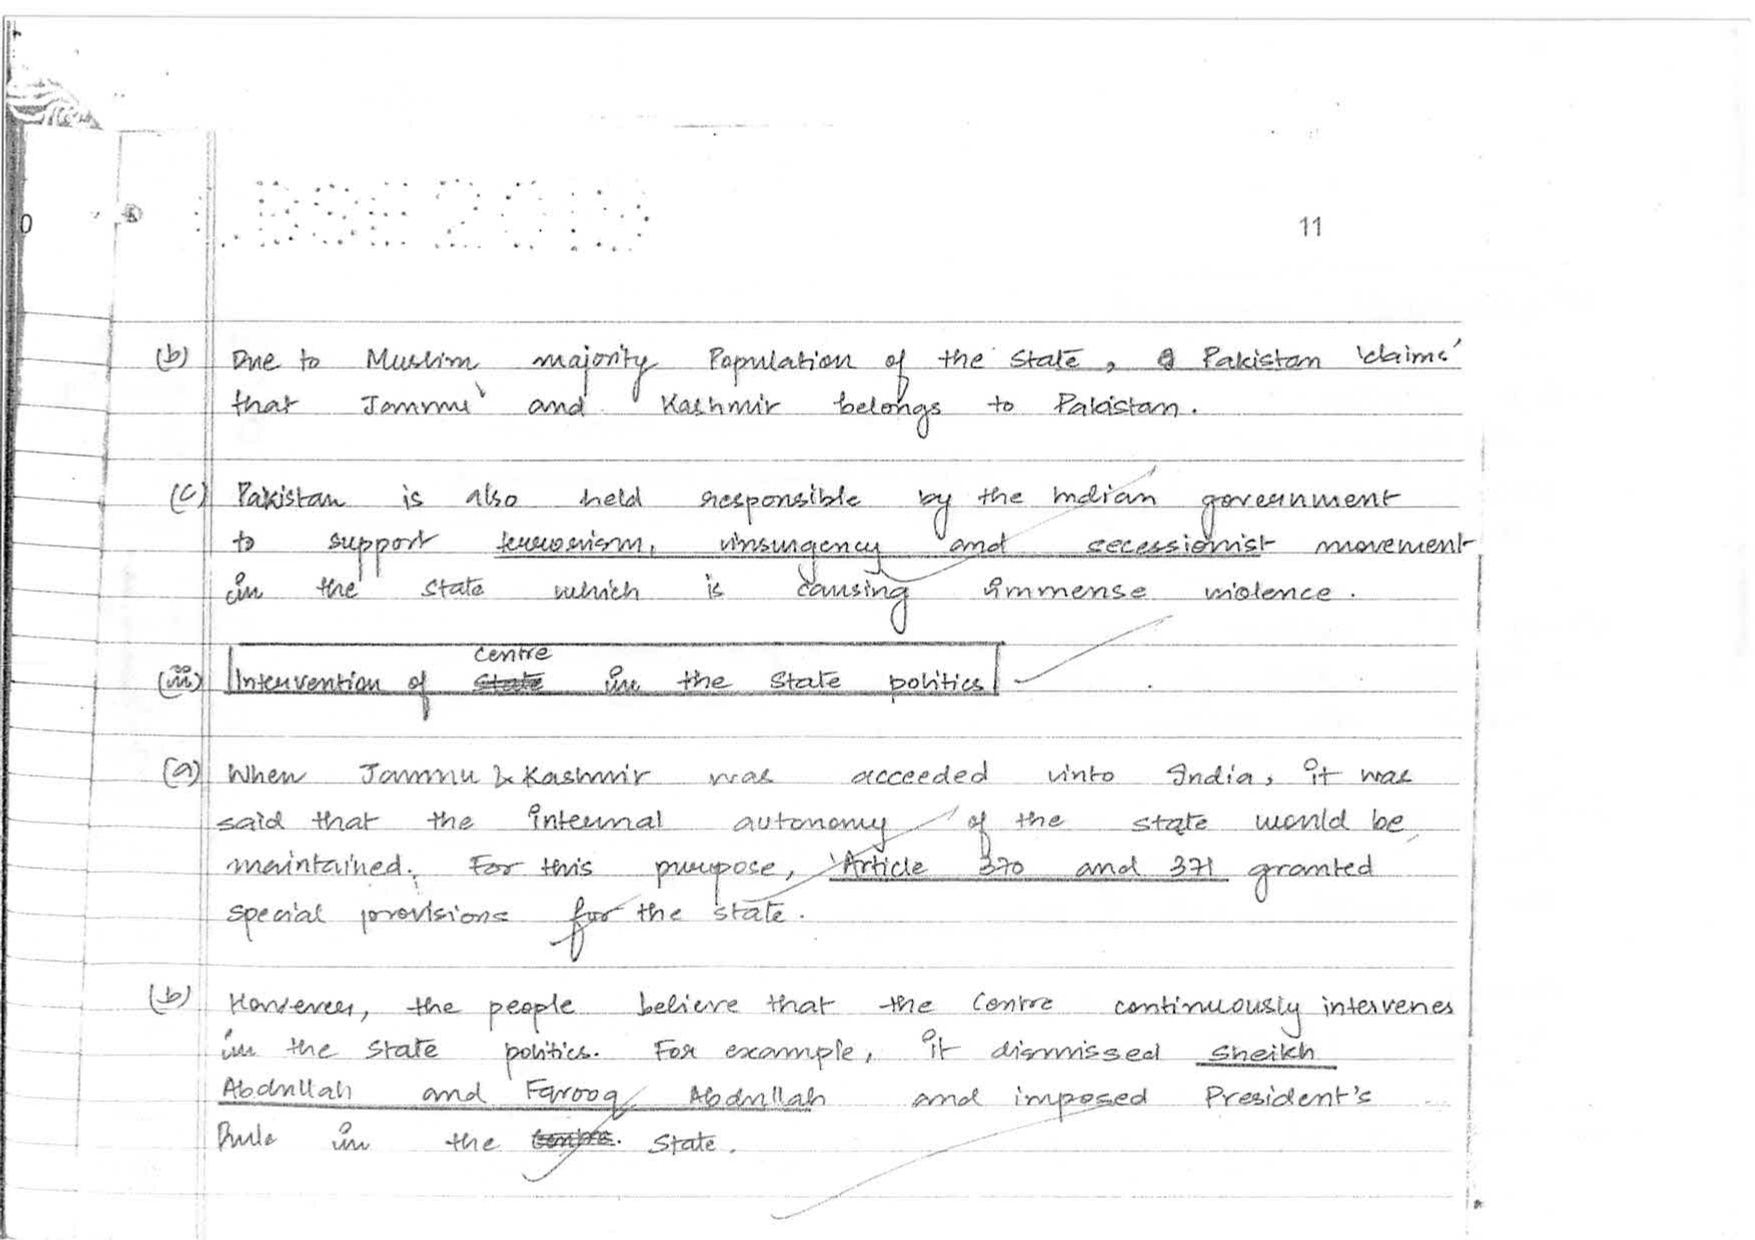 CBSE 2019
11
(b) Due to Muslim majority Population of the state, Pakistan 'claims'
that Jammu and Kashmir belongs to Pakistan.
(c) Pakistan is also held responsible by the Indian government
to support terrorism, insurgency and secessionist movement
in the state which is causing immense violence.
centre
(iii) Intervention of State in the state politics
(a) When Jammu & Kashmir was acceeded into India, it was
said that the internal autonomy of the state would be
maintained. For this purpose, 'Article 370 and 371 granted
special provisions for the state.
(b) However, the people believe that the Centre continuously intervenes
in the state politics. For example, it dismissed Sheikh
Abdullah and Farooq Abdullah and imposed President's
Rule in the Centre. State.